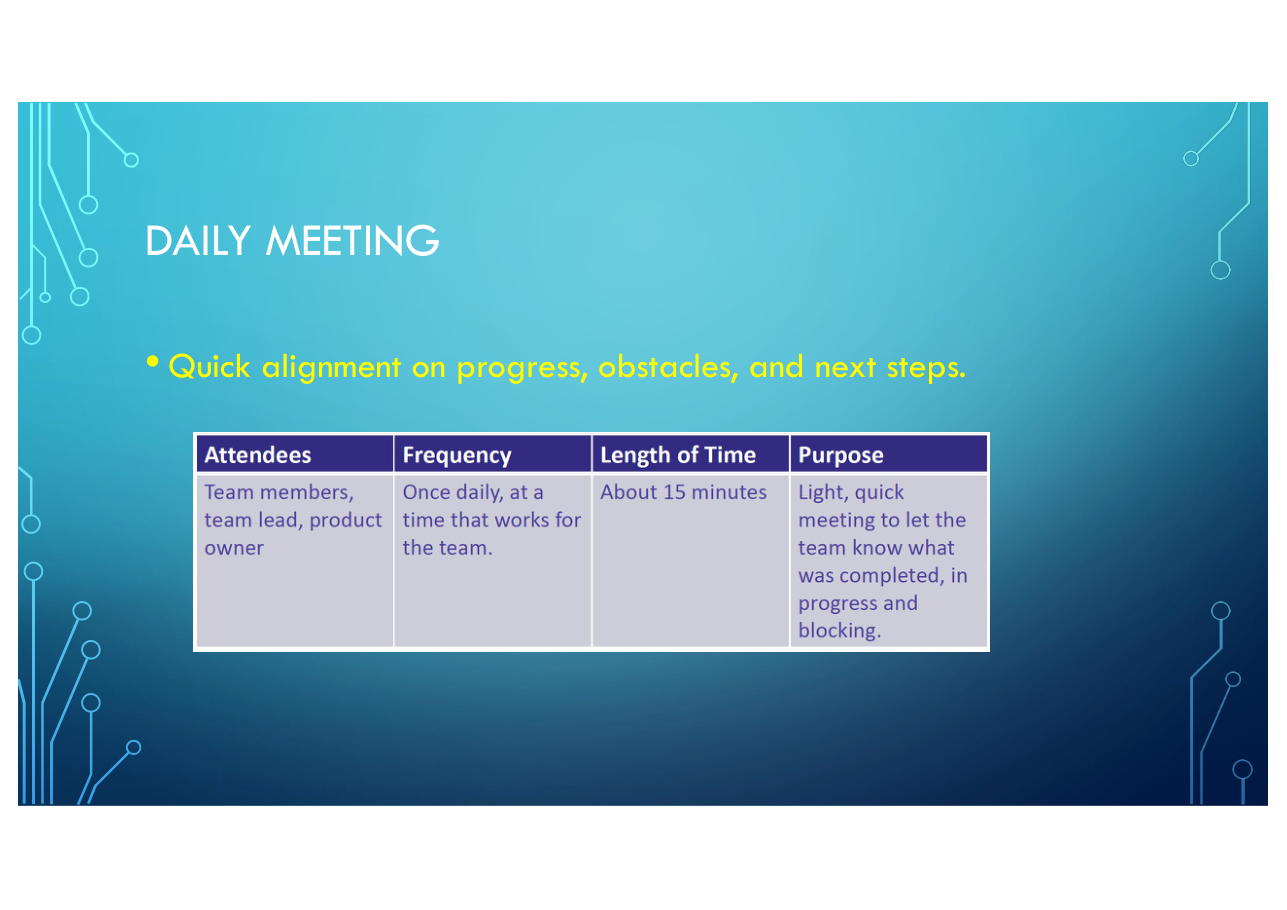 DAILY MEETING
• Quick alignment on progress, obstacles, and next steps.
Attendees Frequency Length of Time Purpose
Team members,
team lead, product
owner
Once daily, at a
time that works for
the team.
About 15 minutes
Light, quick
meeting to let the
team know what
was completed, in
progress and
blocking.